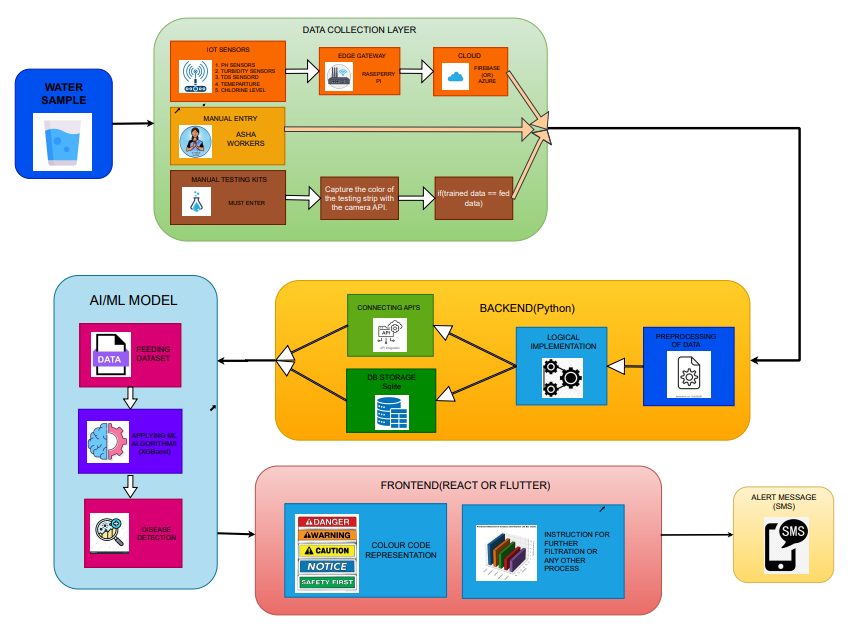 DATA COLLECTION LAYER
WATER
SAMPLE
IOT SENSORS
1. PH SENSORS
2. TURBIDITY SENSORS
3. TDS SENSORD
4. TEMEPARTURE
5. CHLORINE LEVEL
EDGE GATEWAY
RASEPERRY
PI
CLOUD
FIREBASE
(OR)
AZURE
MANUAL ENTRY
ASHA
WORKERS
MANUAL TESTING KITS
MUST ENTER
Capture the color of
the testing strip with
the camera API.
if(trained data == fed
data)
AI/ML MODEL
FEEDING
DATASET
DATA
APPLYING ML
ALGORITHMS
(XGBoost)
DISEASE
DETECTION
BACKEND(Python)
CONNECTING API'S
API
DB STORAGE
Sqlite
LOGICAL
IMPLEMENTATION
PREPROCESSING
OF DATA
FRONTEND(REACT OR FLUTTER)
DANGER
WARNING
CAUTION
NOTICE
SAFETY FIRST
COLOUR CODE
REPRESENTATION
INSTRUCTION FOR
FURTHER
FILTRATION OR
ANY OTHER
PROCESS
ALERT MESSAGE
(SMS)
SMS